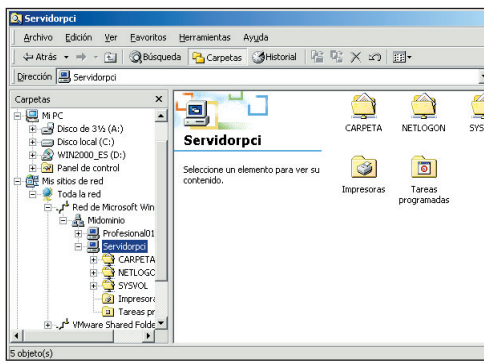 Servidorpci
Archivo Edición Ver Favoritos Herramientas Ayuda
Atrás Búsqueda Carpetas Historial
Dirección Servidorpci
Carpetas
Mi PC
Disco de 3½ (A:)
Disco local (C:)
WIN2000_ES (D:)
Panel de control
Mis sitios de red
Toda la red
Red de Microsoft Win
Midominio
Profesional01
Servidorpci
CARPETA
NETLOGO
SYSVOL
Impresora
Tareas pr
VMware Shared Folde
Servidorpci
Seleccione un elemento para ver su
contenido.
CARPETA NETLOGON SYS
Impresoras Tareas
programadas
5 objeto(s)